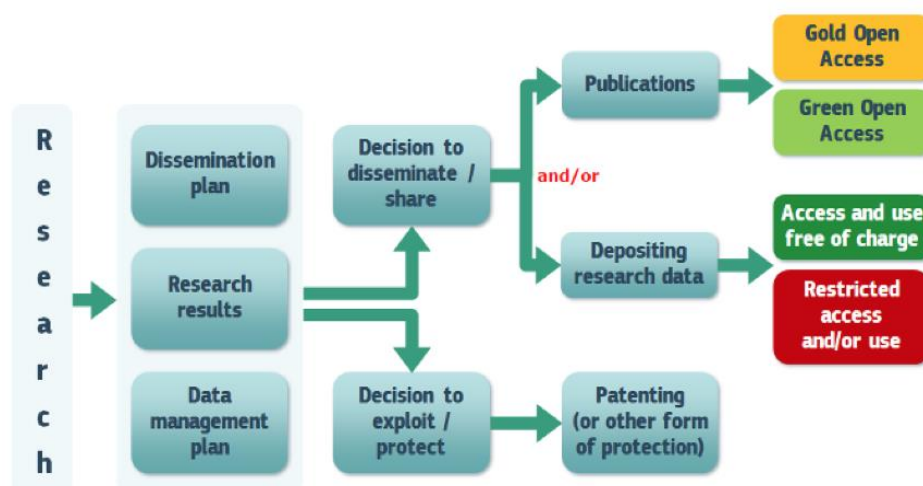 Research
Dissemination
plan
Research
results
Data
management
plan
Decision to
disseminate /
share
Decision to
exploit /
protect
and/or
Publications
Depositing
research data
Patenting
(or other form
of protection)
Gold Open
Access
Green Open
Access
Access and use
free of charge
Restricted
access
and/or use